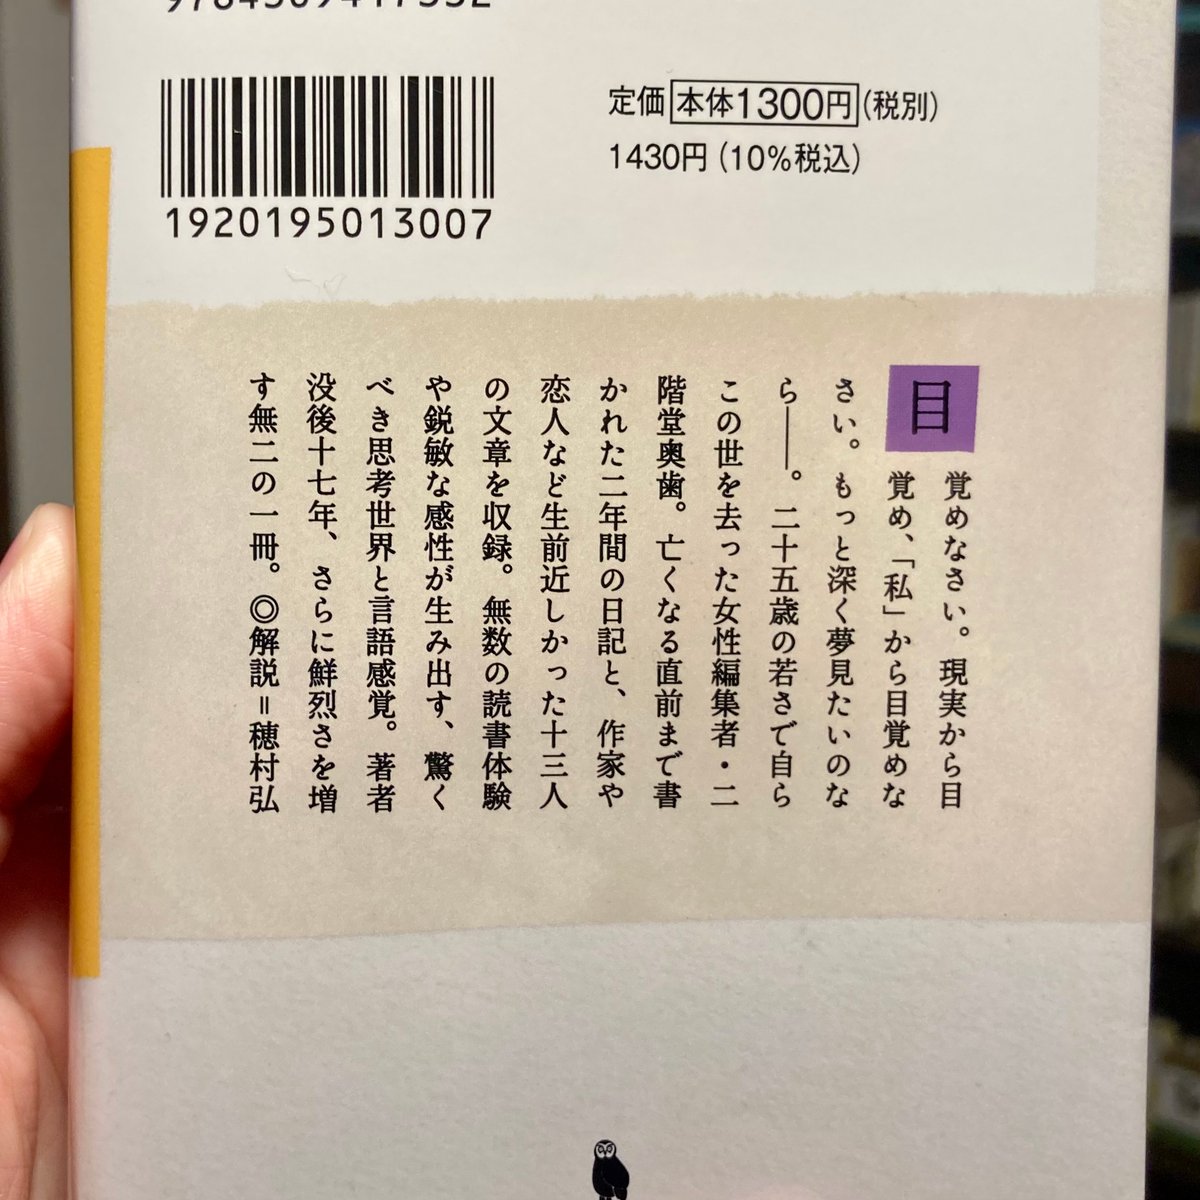 定価 本体1300円(税別)
1430円(10%税込)
1920195013007
目覚めなさい。現実から目
覚め、「私」から目覚めな
さい。もっと深く夢見たいのな
ら――。二十五歳の若さで自ら
この世を去った女性編集者・二
階堂奥歯。亡くなる直前まで書
かれた二年間の日記と、作家や
恋人など生前近しかった十三人
の文章を収録。無数の読書体験
や鋭敏な感性が生み出す、驚く
べき思考世界と言語感覚。著者
没後十七年、さらに鮮烈さを増
す無二の一冊。◎解説=穂村弘